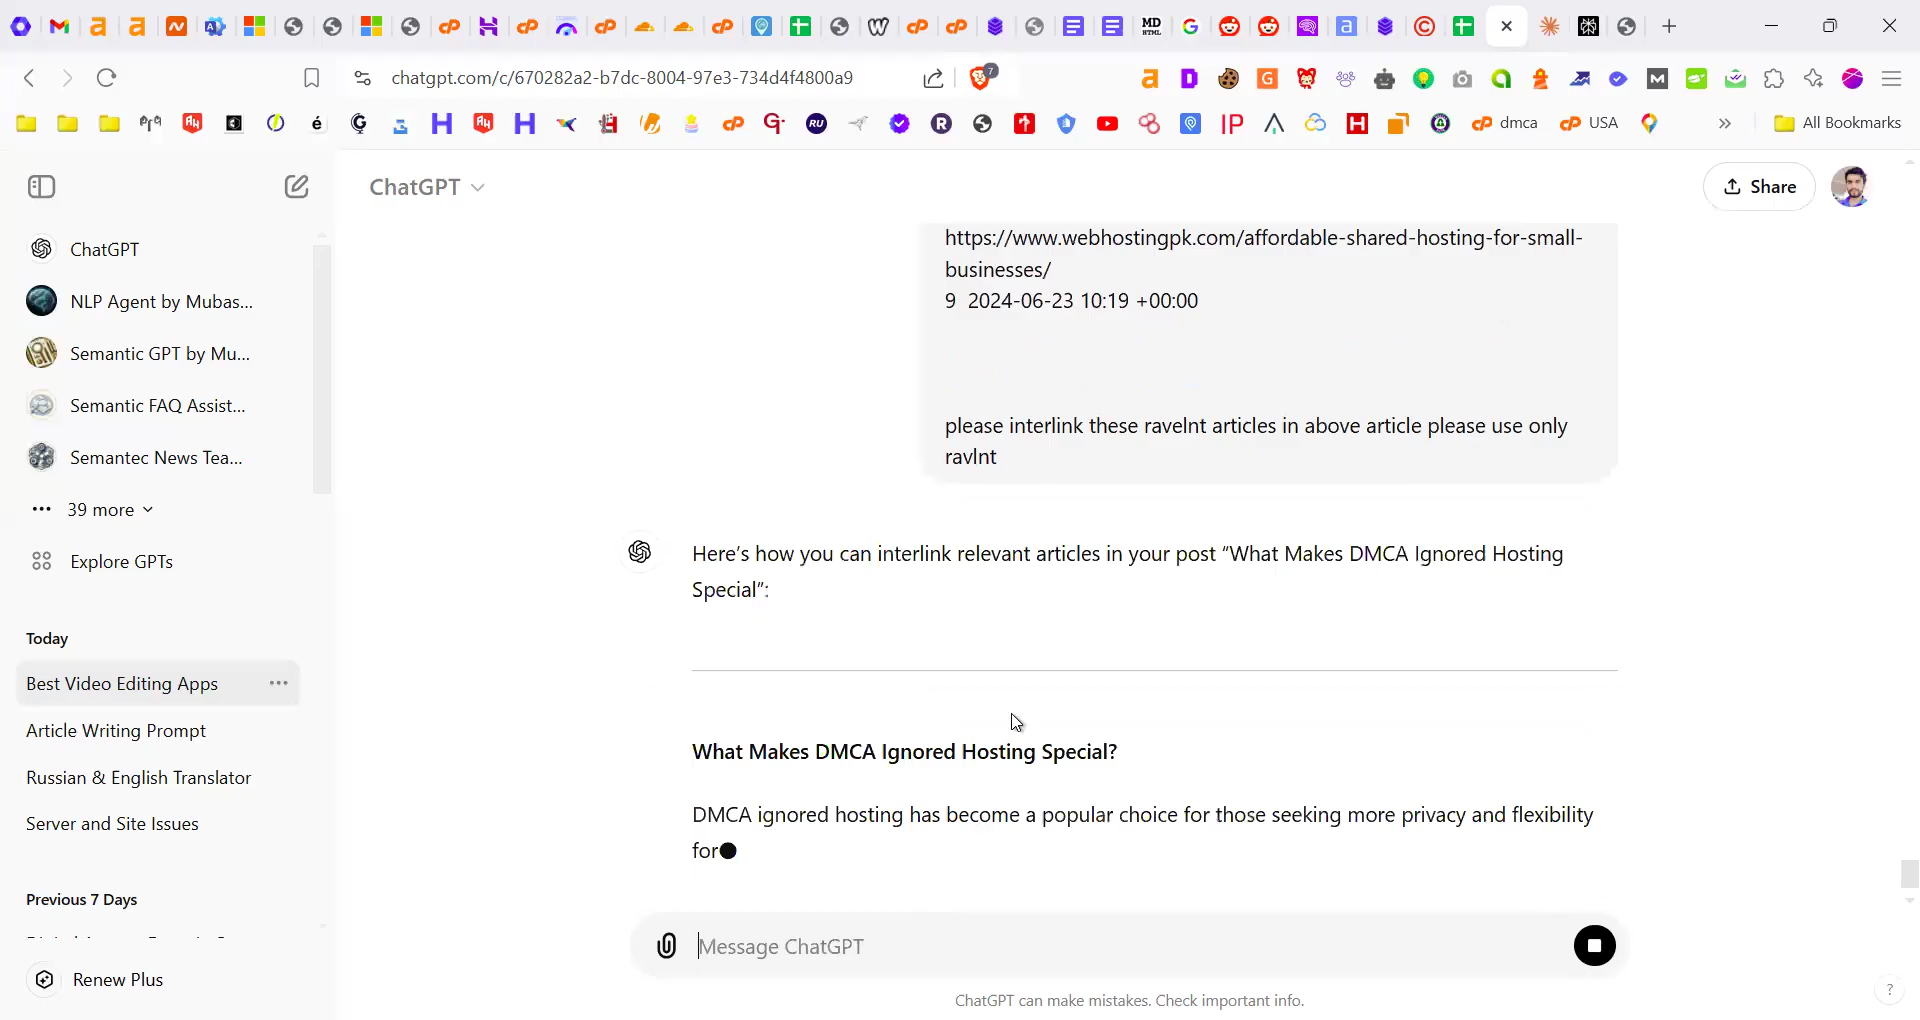 chatgpt.com/c/670282a2-b7dc-8004-97e3-734d4f4800a9
7
dmca
USA
All Bookmarks
ChatGPT
Share
ChatGPT
NLP Agent by Mubas...
Semantic GPT by Mu...
Semantic FAQ Assist...
Semantec News Tea...
39 more
Explore GPTs
Today
Best Video Editing Apps
Article Writing Prompt
Russian & English Translator
Server and Site Issues
Previous 7 Days
Renew Plus
https://www.webhostingpk.com/affordable-shared-hosting-for-small-
businesses/
9 2024-06-23 10:19 +00:00
please interlink these ravelnt articles in above article please use only
ravlnt
Here's how you can interlink relevant articles in your post “What Makes DMCA Ignored Hosting
Special”:
What Makes DMCA Ignored Hosting Special?
DMCA ignored hosting has become a popular choice for those seeking more privacy and flexibility
for
Message ChatGPT
ChatGPT can make mistakes. Check important info.
?